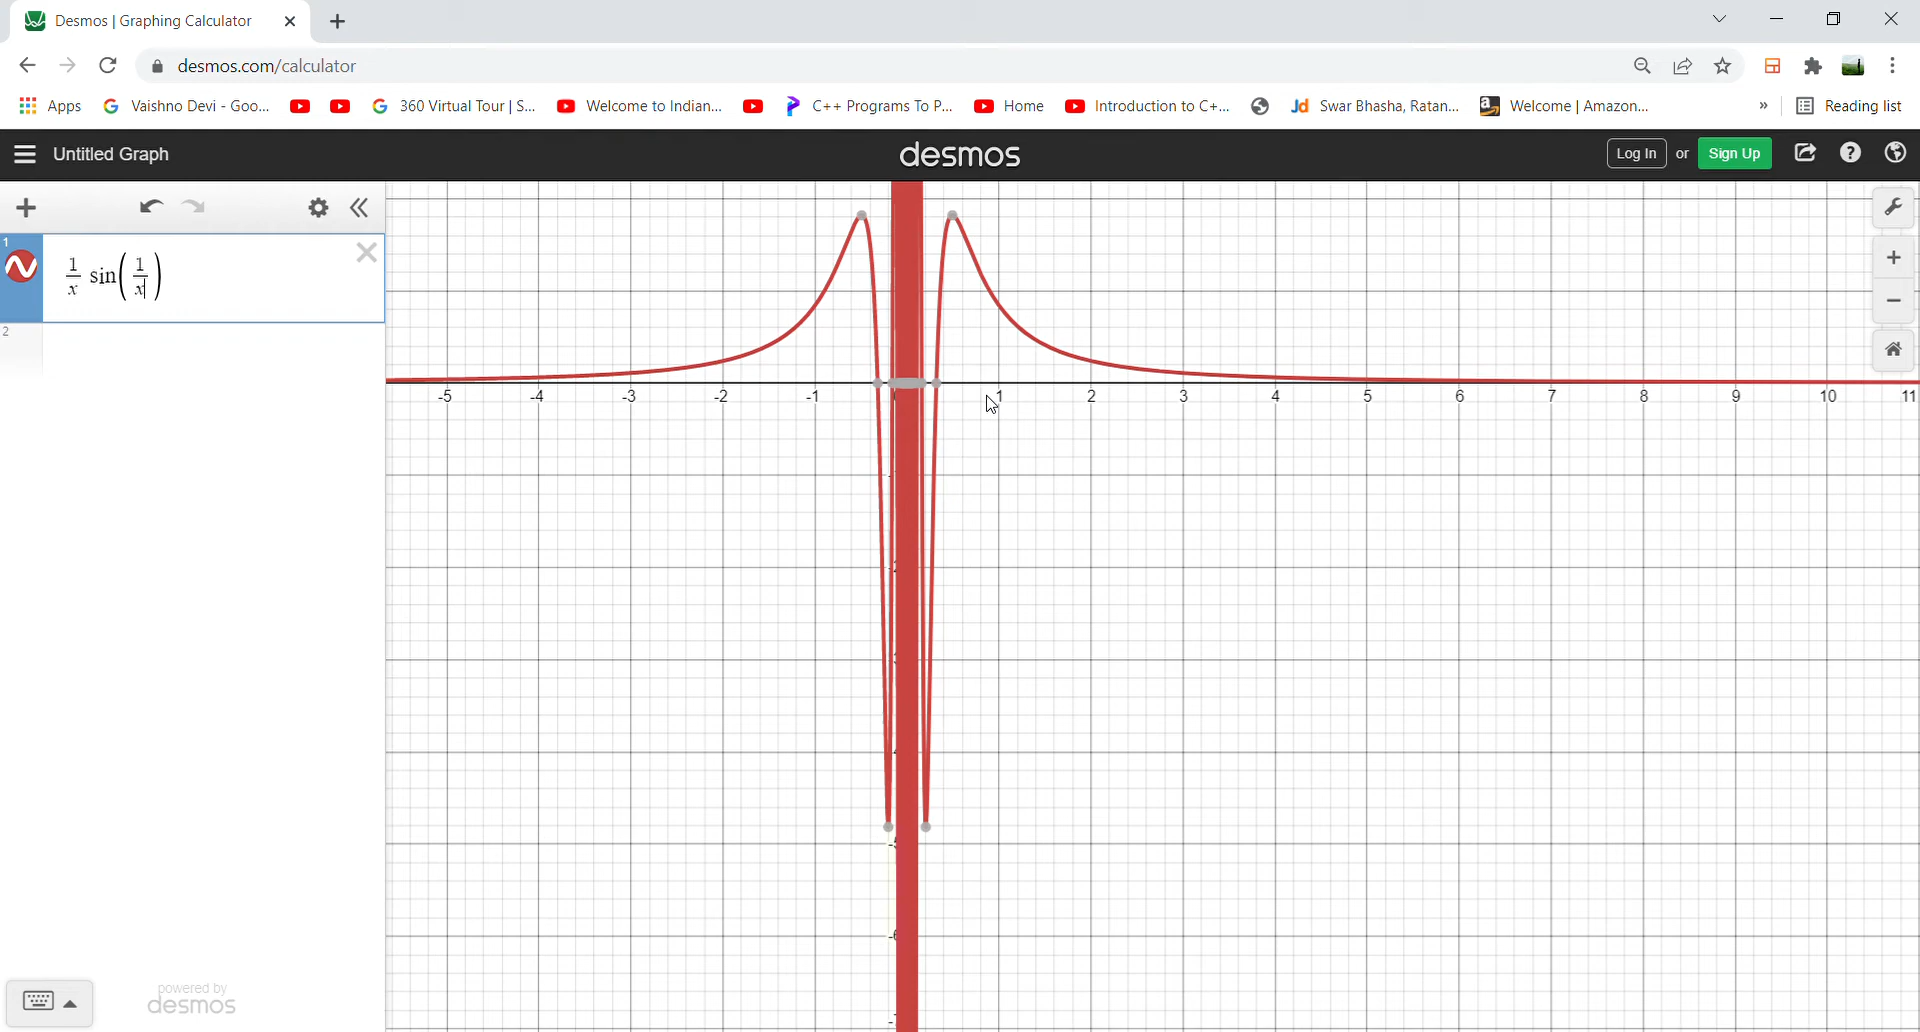 Desmos | Graphing Calculator
desmos.com/calculator
Apps Vaishno Devi - Goo... 360 Virtual Tour | S... Welcome to Indian... C++ Programs To P... Home Introduction to C+... Jd Swar Bhasha, Ratan... Welcome | Amazon... » Reading list
Untitled Graph desmos Log In or Sign Up
1
1/x sin(1/x)
2
-5 -4 -3 -2 -1 1 2 3 4 5 6 7 8 9 10 11
-5
-6
powered by
desmos